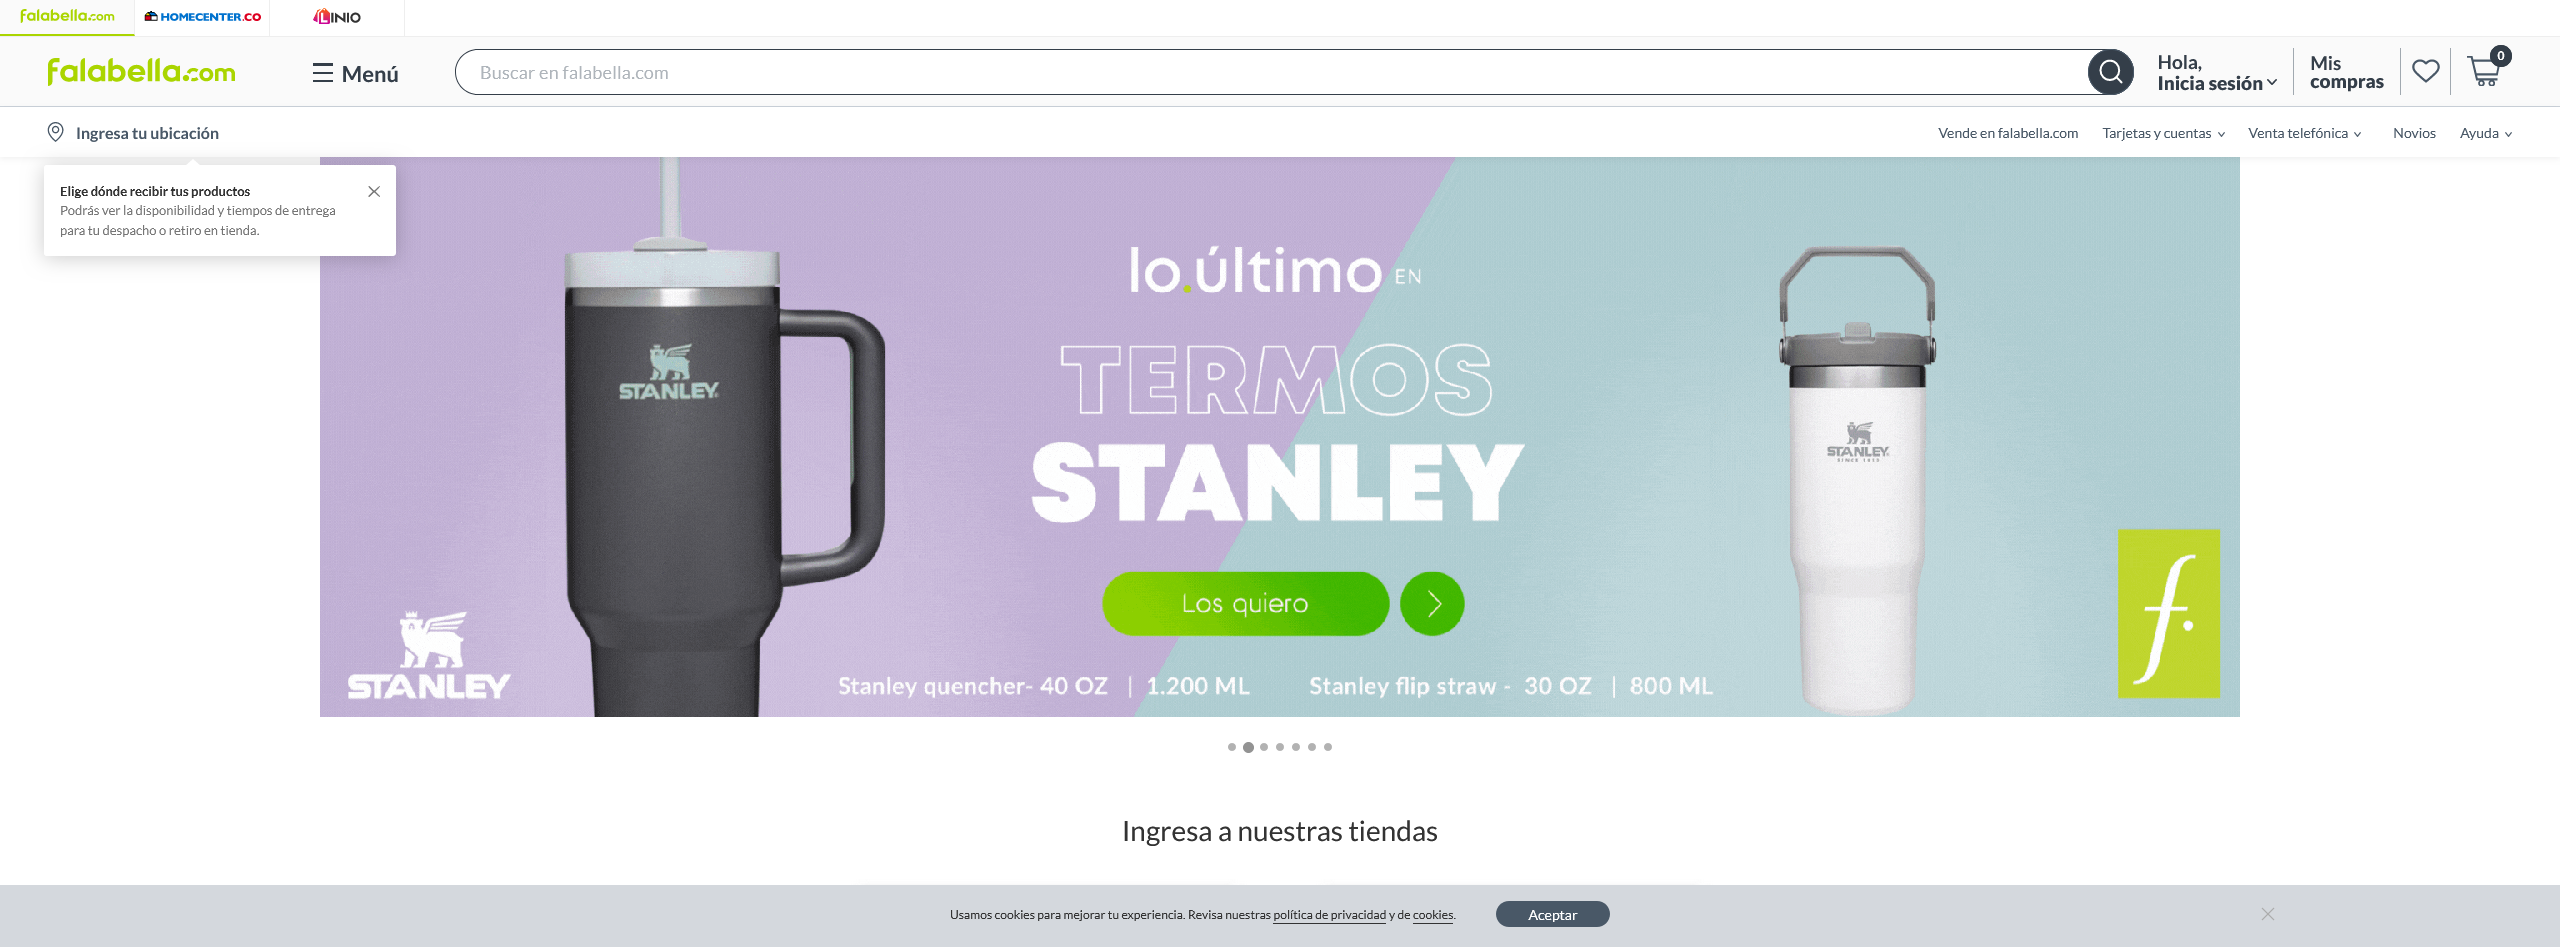 falabella.com
HOMECENTER.CO
LINIO
falabella.com
Menú
Buscar en falabella.com
Hola,
Inicia sesión
Mis
compras
0
Ingresa tu ubicación
Vende en falabella.com
Tarjetas y cuentas
Venta telefónica
Novios
Ayuda
Elige dónde recibir tus productos
Podrás ver la disponibilidad y tiempos de entrega
para tu despacho o retiro en tienda.
lo.último EN
TERMOS
STANLEY
STANLEY
STANLEY
SINCE 1913
Los quiero
f.
STANLEY
Stanley quencher- 40 OZ | 1.200 ML
Stanley flip straw - 30 OZ | 800 ML
Ingresa a nuestras tiendas
Usamos cookies para mejorar tu experiencia. Revisa nuestras política de privacidad y de cookies.
Aceptar